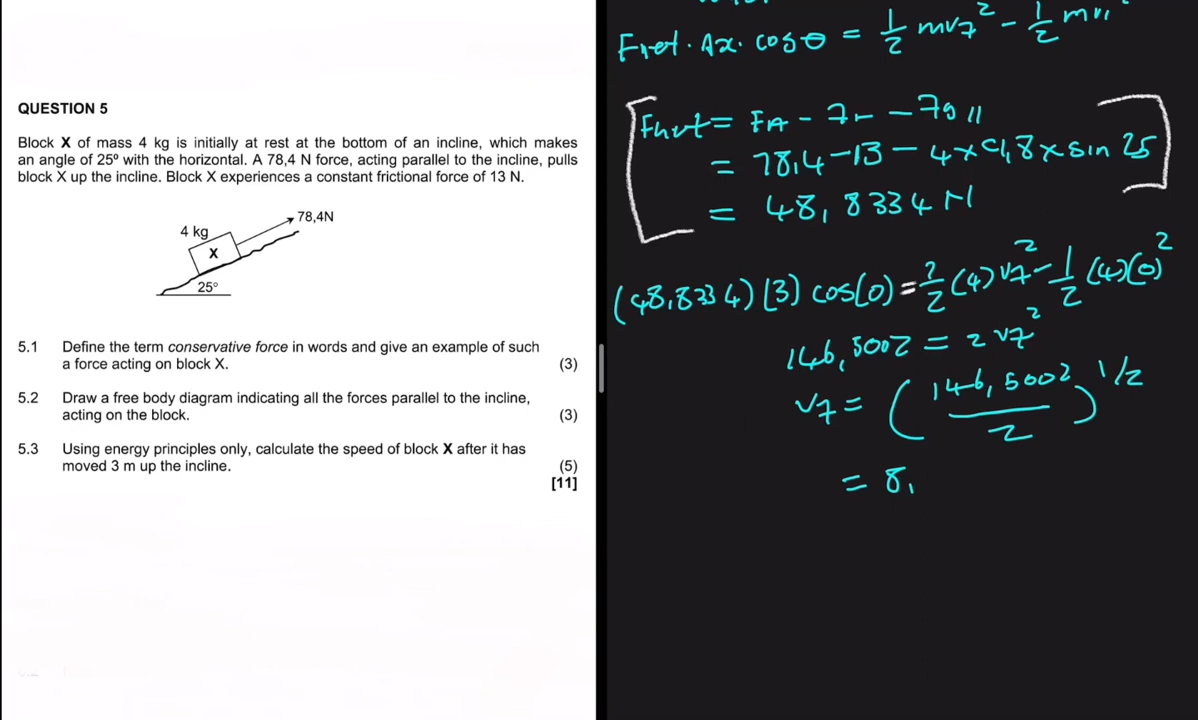 QUESTION 5
Block X of mass 4 kg is initially at rest at the bottom of an incline, which makes
an angle of 25º with the horizontal. A 78,4 N force, acting parallel to the incline, pulls
block X up the incline. Block X experiences a constant frictional force of 13 N.
78,4N
4 kg
X
25°
5.1 Define the term conservative force in words and give an example of such
a force acting on block X. (3)
5.2 Draw a free body diagram indicating all the forces parallel to the incline,
acting on the block. (3)
5.3 Using energy principles only, calculate the speed of block X after it has
moved 3 m up the incline. (5)
[11]
Fnet . Δx . cos θ = 1/2 mvf² - 1/2 mvi²
Fnet = FA - Fr - Fg//
= 78,4 - 13 - 4 x 9,8 x sin 25
= 48,8334 N
(48,8334)(3) cos(0) = 1/2 (4) vf² - 1/2 (4)(0)²
146,5002 = 2 vf²
vf = (146,5002 / 2) 1/2
= 8,